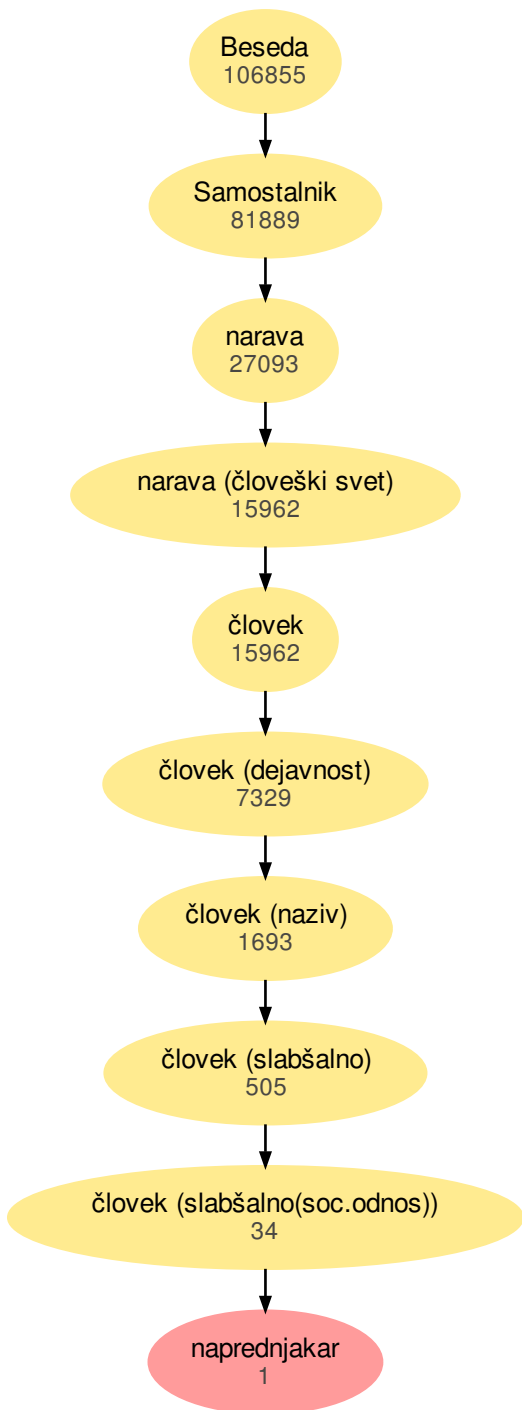 Beseda
106855
Samostalnik
81889
narava
27093
narava (človeški svet)
15962
človek
15962
človek (dejavnost)
7329
človek (naziv)
1693
človek (slabšalno)
505
človek (slabšalno(soc.odnos))
34
naprednjakar
1